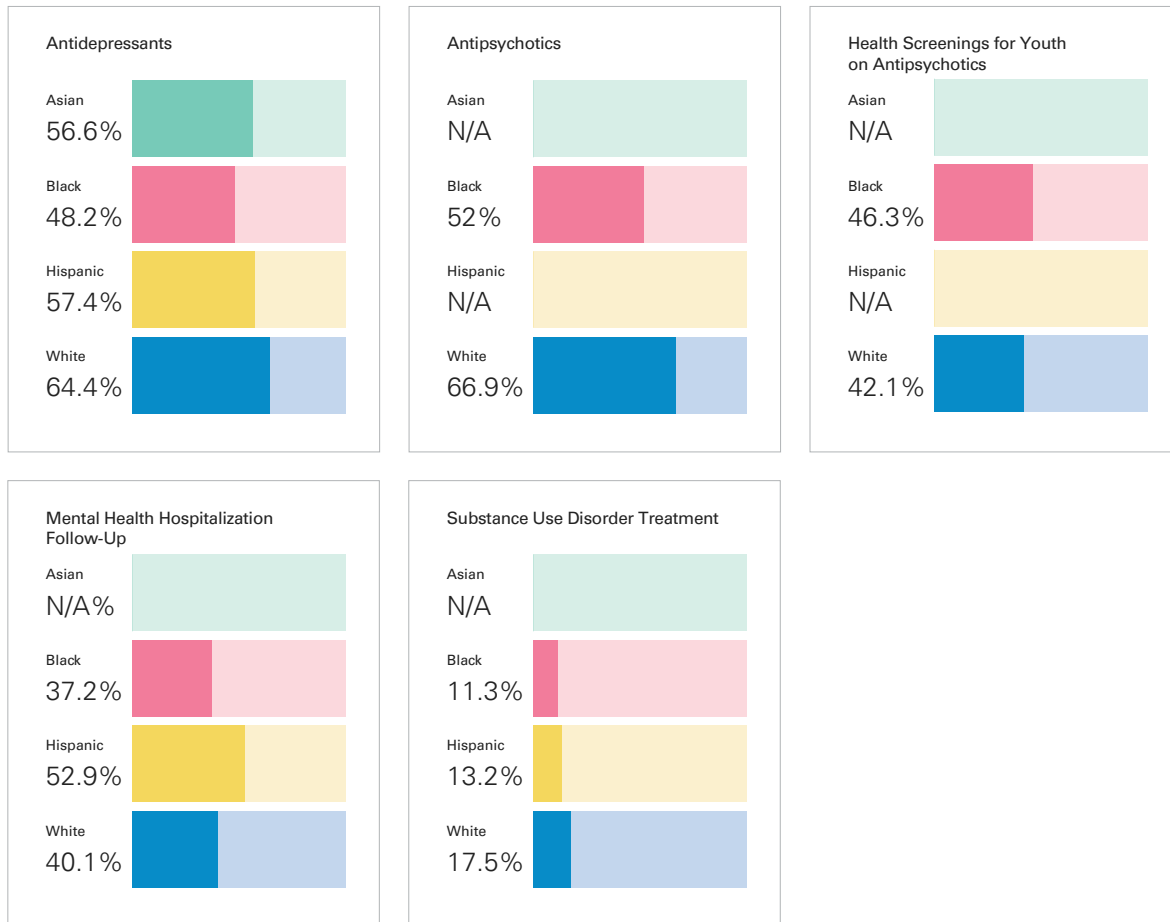 Antidepressants
Asian
56.6%
Black
48.2%
Hispanic
57.4%
White
64.4%
Antipsychotics
Asian
N/A
Black
52%
Hispanic
N/A
White
66.9%
Health Screenings for Youth
on Antipsychotics
Asian
N/A
Black
46.3%
Hispanic
N/A
White
42.1%
Mental Health Hospitalization
Follow-Up
Asian
N/A%
Black
37.2%
Hispanic
52.9%
White
40.1%
Substance Use Disorder Treatment
Asian
N/A
Black
11.3%
Hispanic
13.2%
White
17.5%